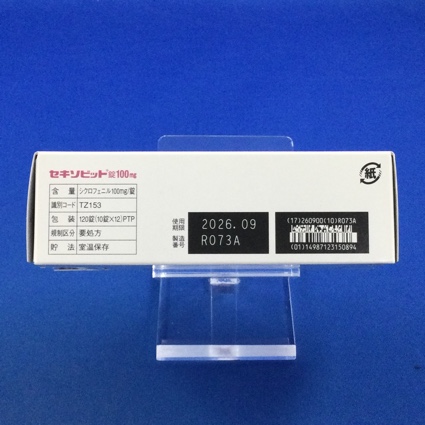 セキソビット錠100mg
含量 シクロフェニル100mg/錠
識別コード TZ153
包装 120錠(10錠×12)PTP
規制区分 要処方
貯法 室温保存
使用期限 2026.09
製造番号 R073A
(17)260900(10)R073A
(01)14987123150894
紙